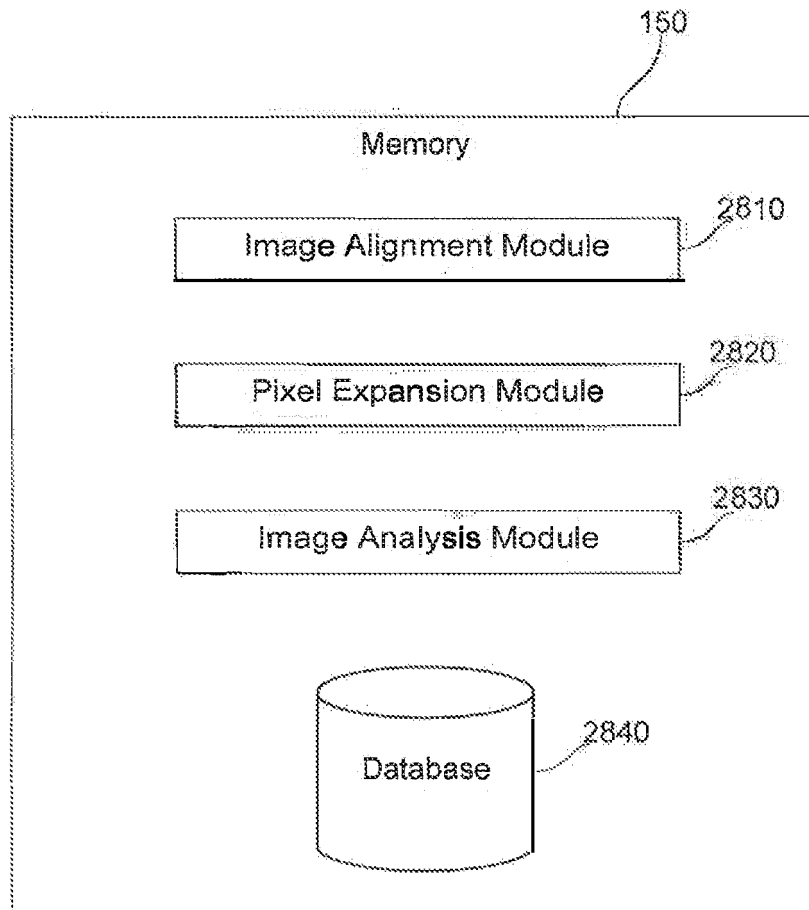 150
Memory
2810
Image Alignment Module
2820
Pixel Expansion Module
2830
Image Analysis Module
2840
Database